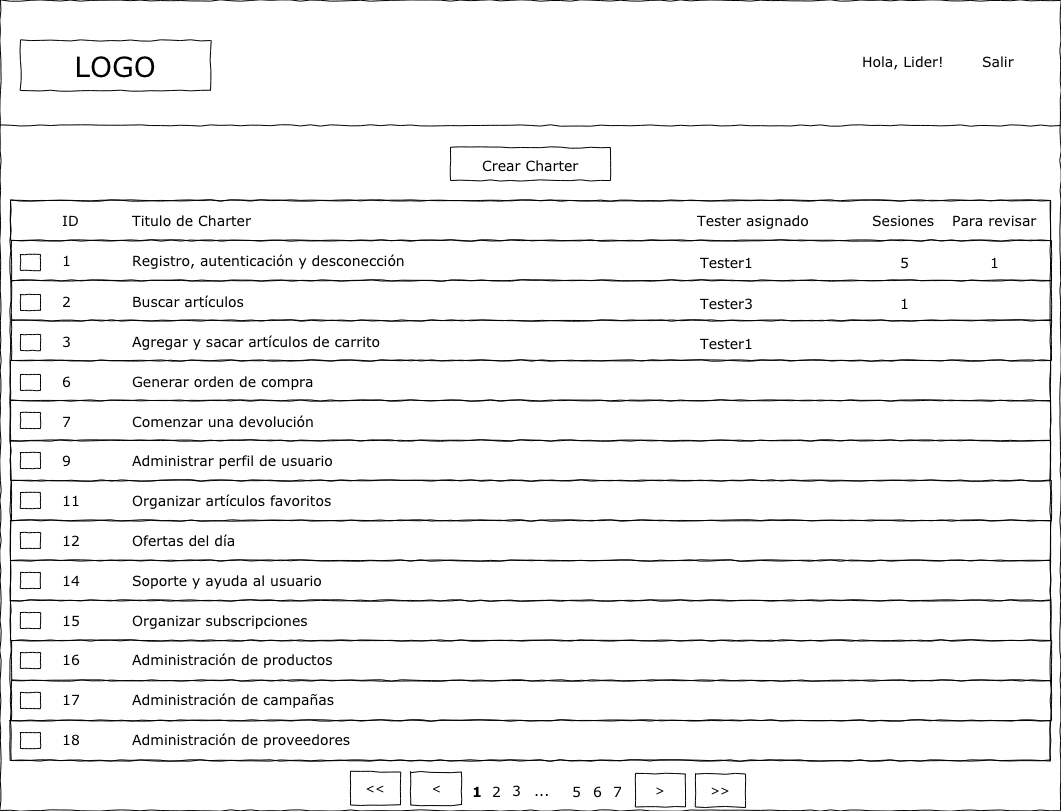 LOGO
Hola, Lider! Salir
Crear Charter
ID Titulo de Charter Tester asignado Sesiones Para revisar
1 Registro, autenticación y desconección Tester1 5 1
2 Buscar artículos Tester3 1
3 Agregar y sacar artículos de carrito Tester1
6 Generar orden de compra
7 Comenzar una devolución
9 Administrar perfil de usuario
11 Organizar artículos favoritos
12 Ofertas del día
14 Soporte y ayuda al usuario
15 Organizar subscripciones
16 Administración de productos
17 Administración de campañas
18 Administración de proveedores
<< < 1 2 3 ... 5 6 7 > >>